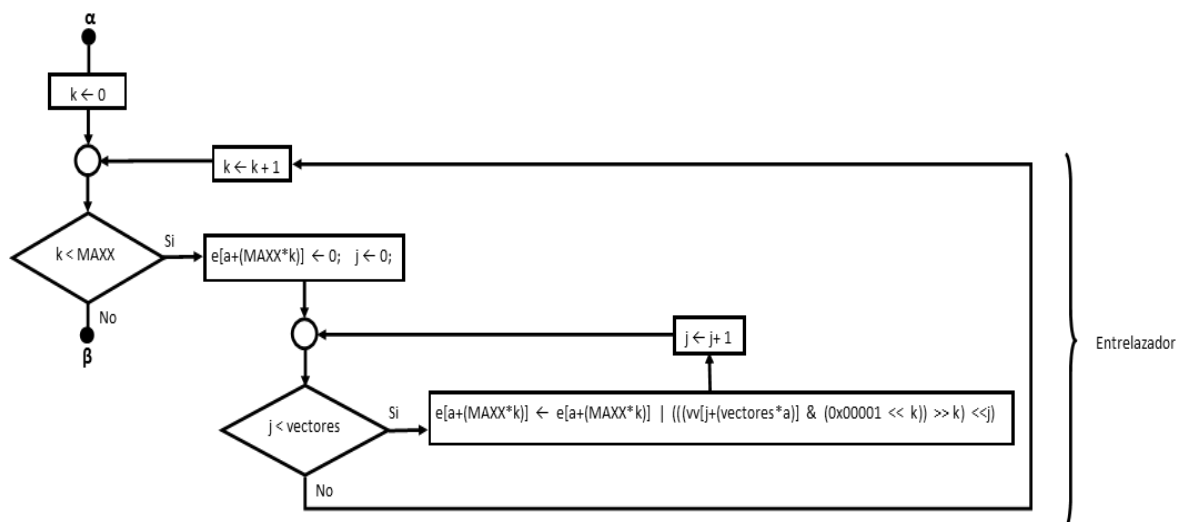 α
k ← 0
k ← k + 1
k < MAXX
Si
e[a+(MAXX*k)] ← 0; j ← 0;
No
β
j ← j+ 1
Entrelazador
j < vectores
Si
e[a+(MAXX*k)] ← e[a+(MAXX*k)] | (((vv[j+(vectores*a)] & (0x00001 << k)) >> k) <<j)
No